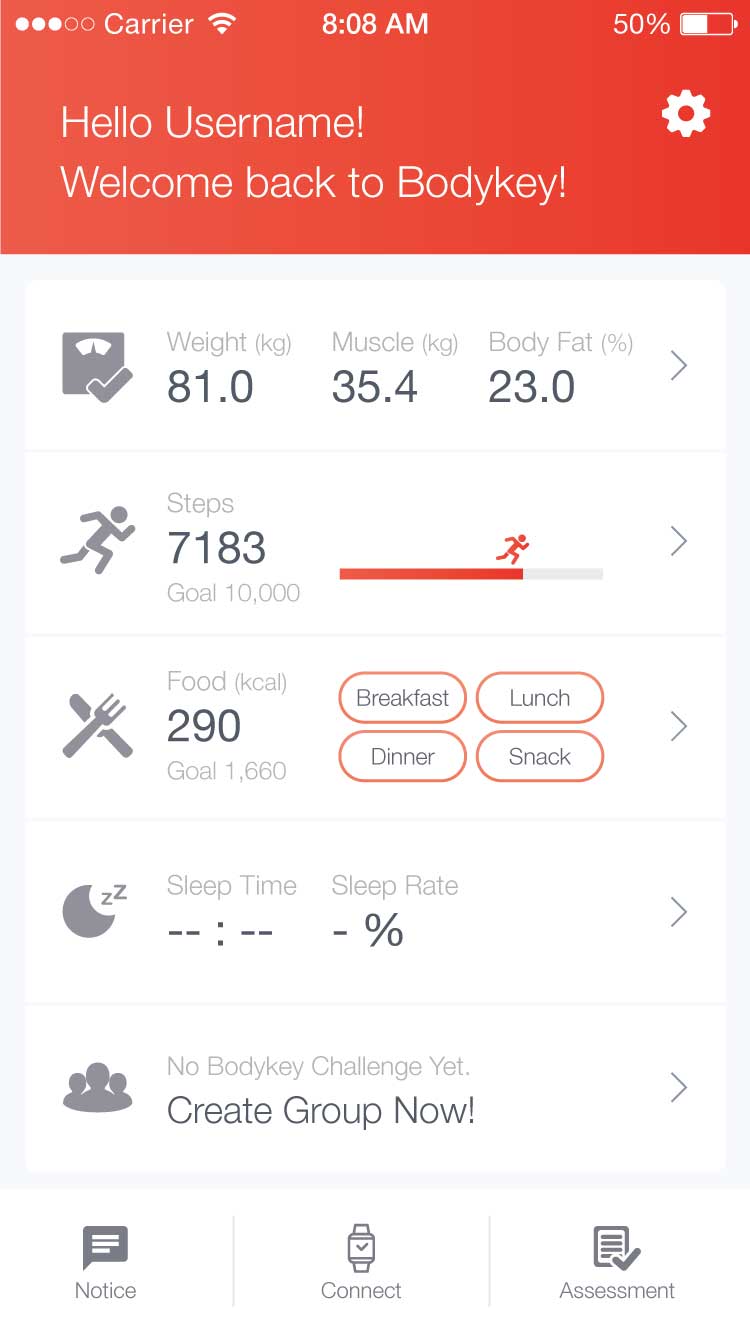 Carrier 8:08 AM 50%
Hello Username!
Welcome back to Bodykey!
Weight (kg) Muscle (kg) Body Fat (%)
81.0 35.4 23.0
Steps
7183
Goal 10,000
Food (kcal)
290
Goal 1,660
Breakfast Lunch
Dinner Snack
zz
Sleep Time Sleep Rate
-- : -- - %
No Bodykey Challenge Yet.
Create Group Now!
Notice Connect Assessment